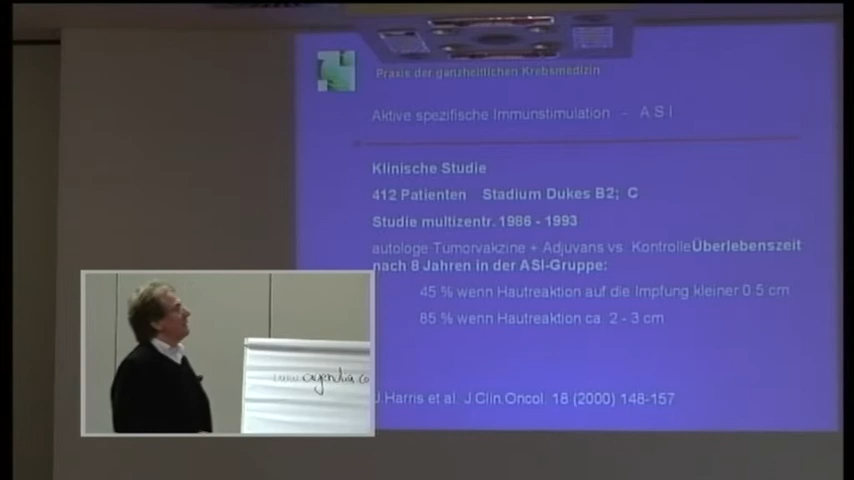 Praxis der ganzheitlichen Krebsmedizin
Aktive spezifische Immunstimulation - A S I
Klinische Studie
412 Patienten Stadium Dukes B2; C
Studie multizentr. 1986 - 1993
autologe Tumorvakzine + Adjuvans vs. KontrolleÜberlebenszeit
nach 8 Jahren in der ASI-Gruppe:
45 % wenn Hautreaktion auf die Impfung kleiner 0.5 cm
85 % wenn Hautreaktion ca. 2 - 3 cm
J.Harris et al. J.Clin.Oncol. 18 (2000) 148-157